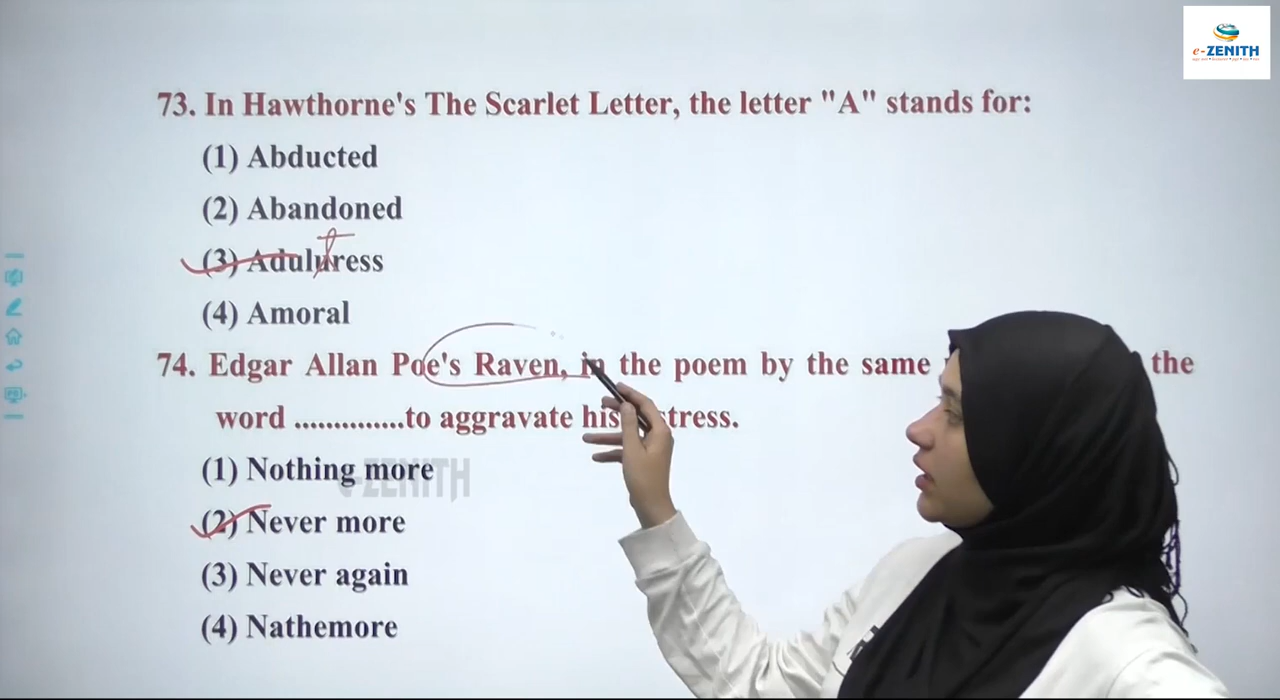 e-ZENITH
73. In Hawthorne's The Scarlet Letter, the letter "A" stands for:
(1) Abducted
(2) Abandoned
(3) Adulress
(4) Amoral
74. Edgar Allan Poe's Raven, in the poem by the same the
word ..............to aggravate his stress.
(1) Nothing more
e-ZENITH
(2) Never more
(3) Never again
(4) Nathemore